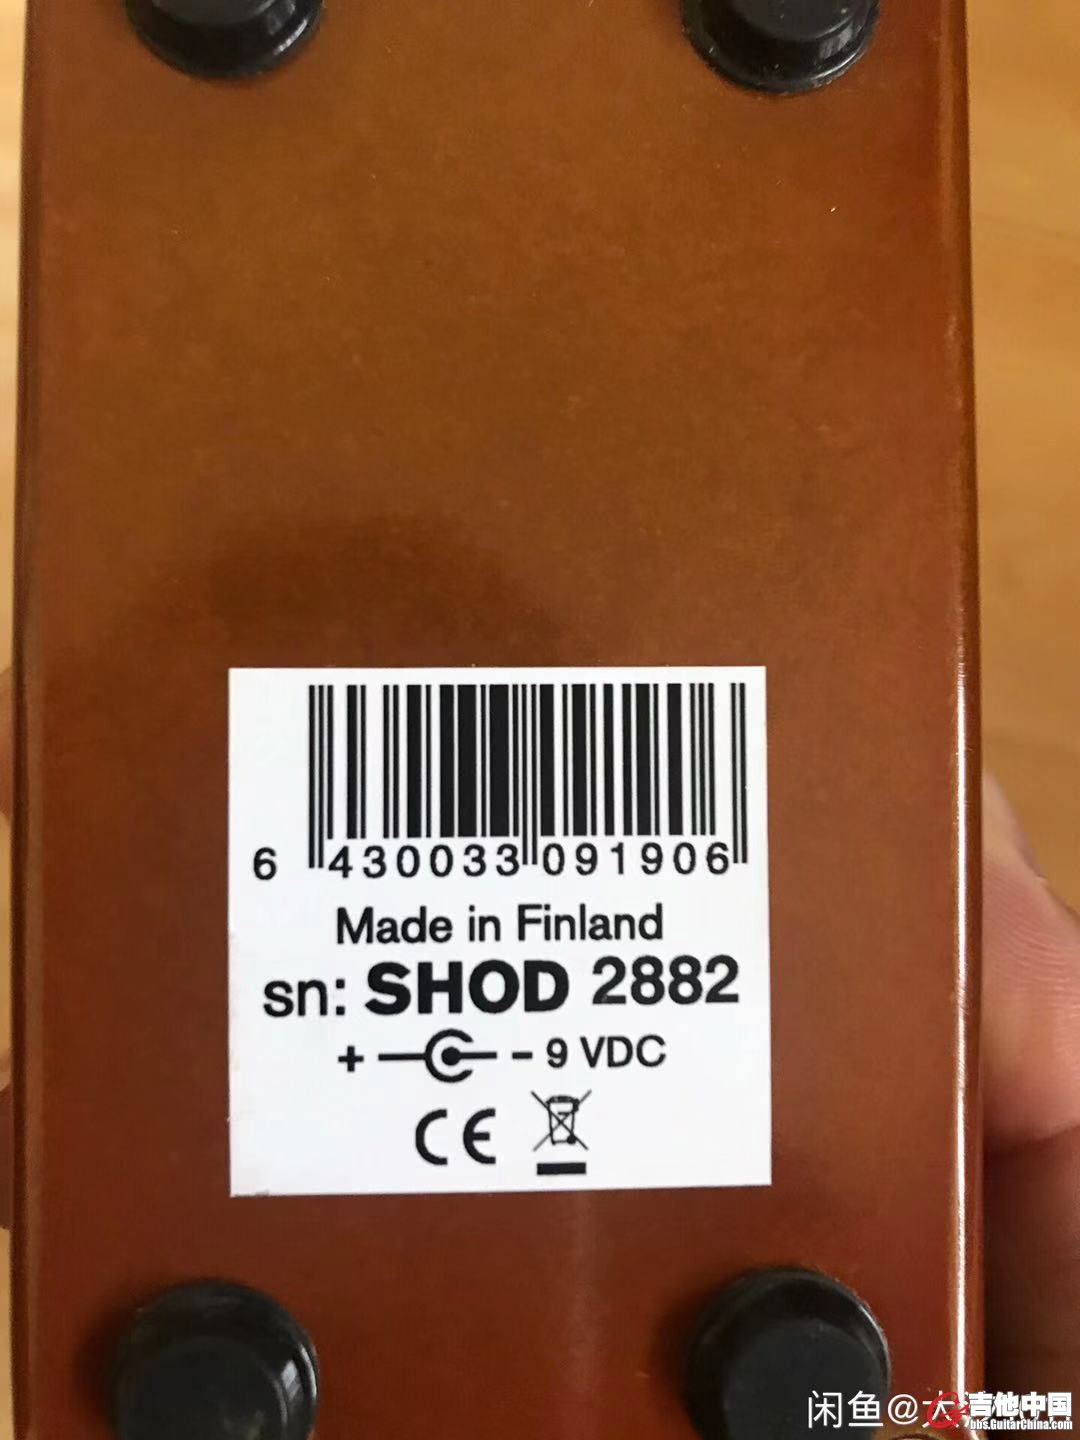 6 430033 091906
Made in Finland
sn: SHOD 2882
+ - 9 VDC
CE
闲鱼@大
吉他中国
bbs.GuitarChina.com